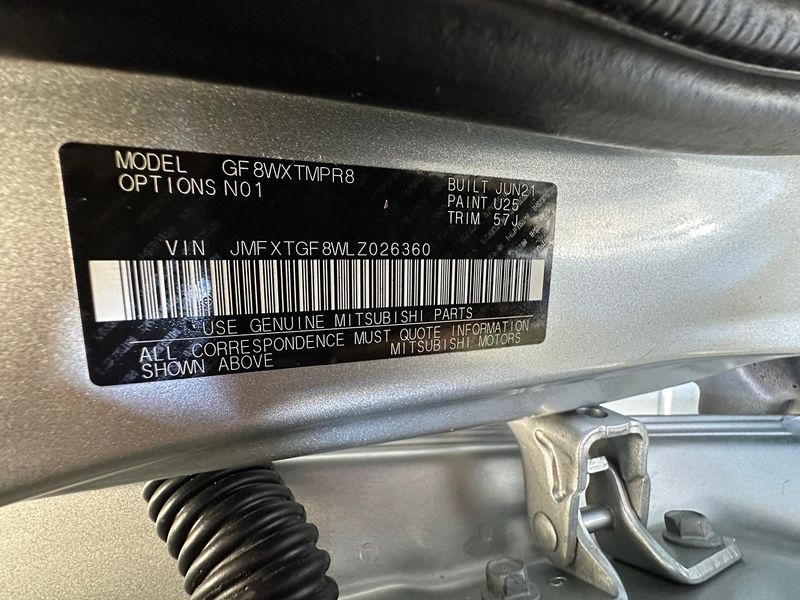 MODEL GF8WXTMPR8
OPTIONS N01
BUILT JUN21
PAINT U25
TRIM 57J
VIN JMFXTGF8WLZ026360
USE GENUINE MITSUBISHI PARTS
ALL CORRESPONDENCE MUST QUOTE INFORMATION
SHOWN ABOVE MITSUBISHI MOTORS